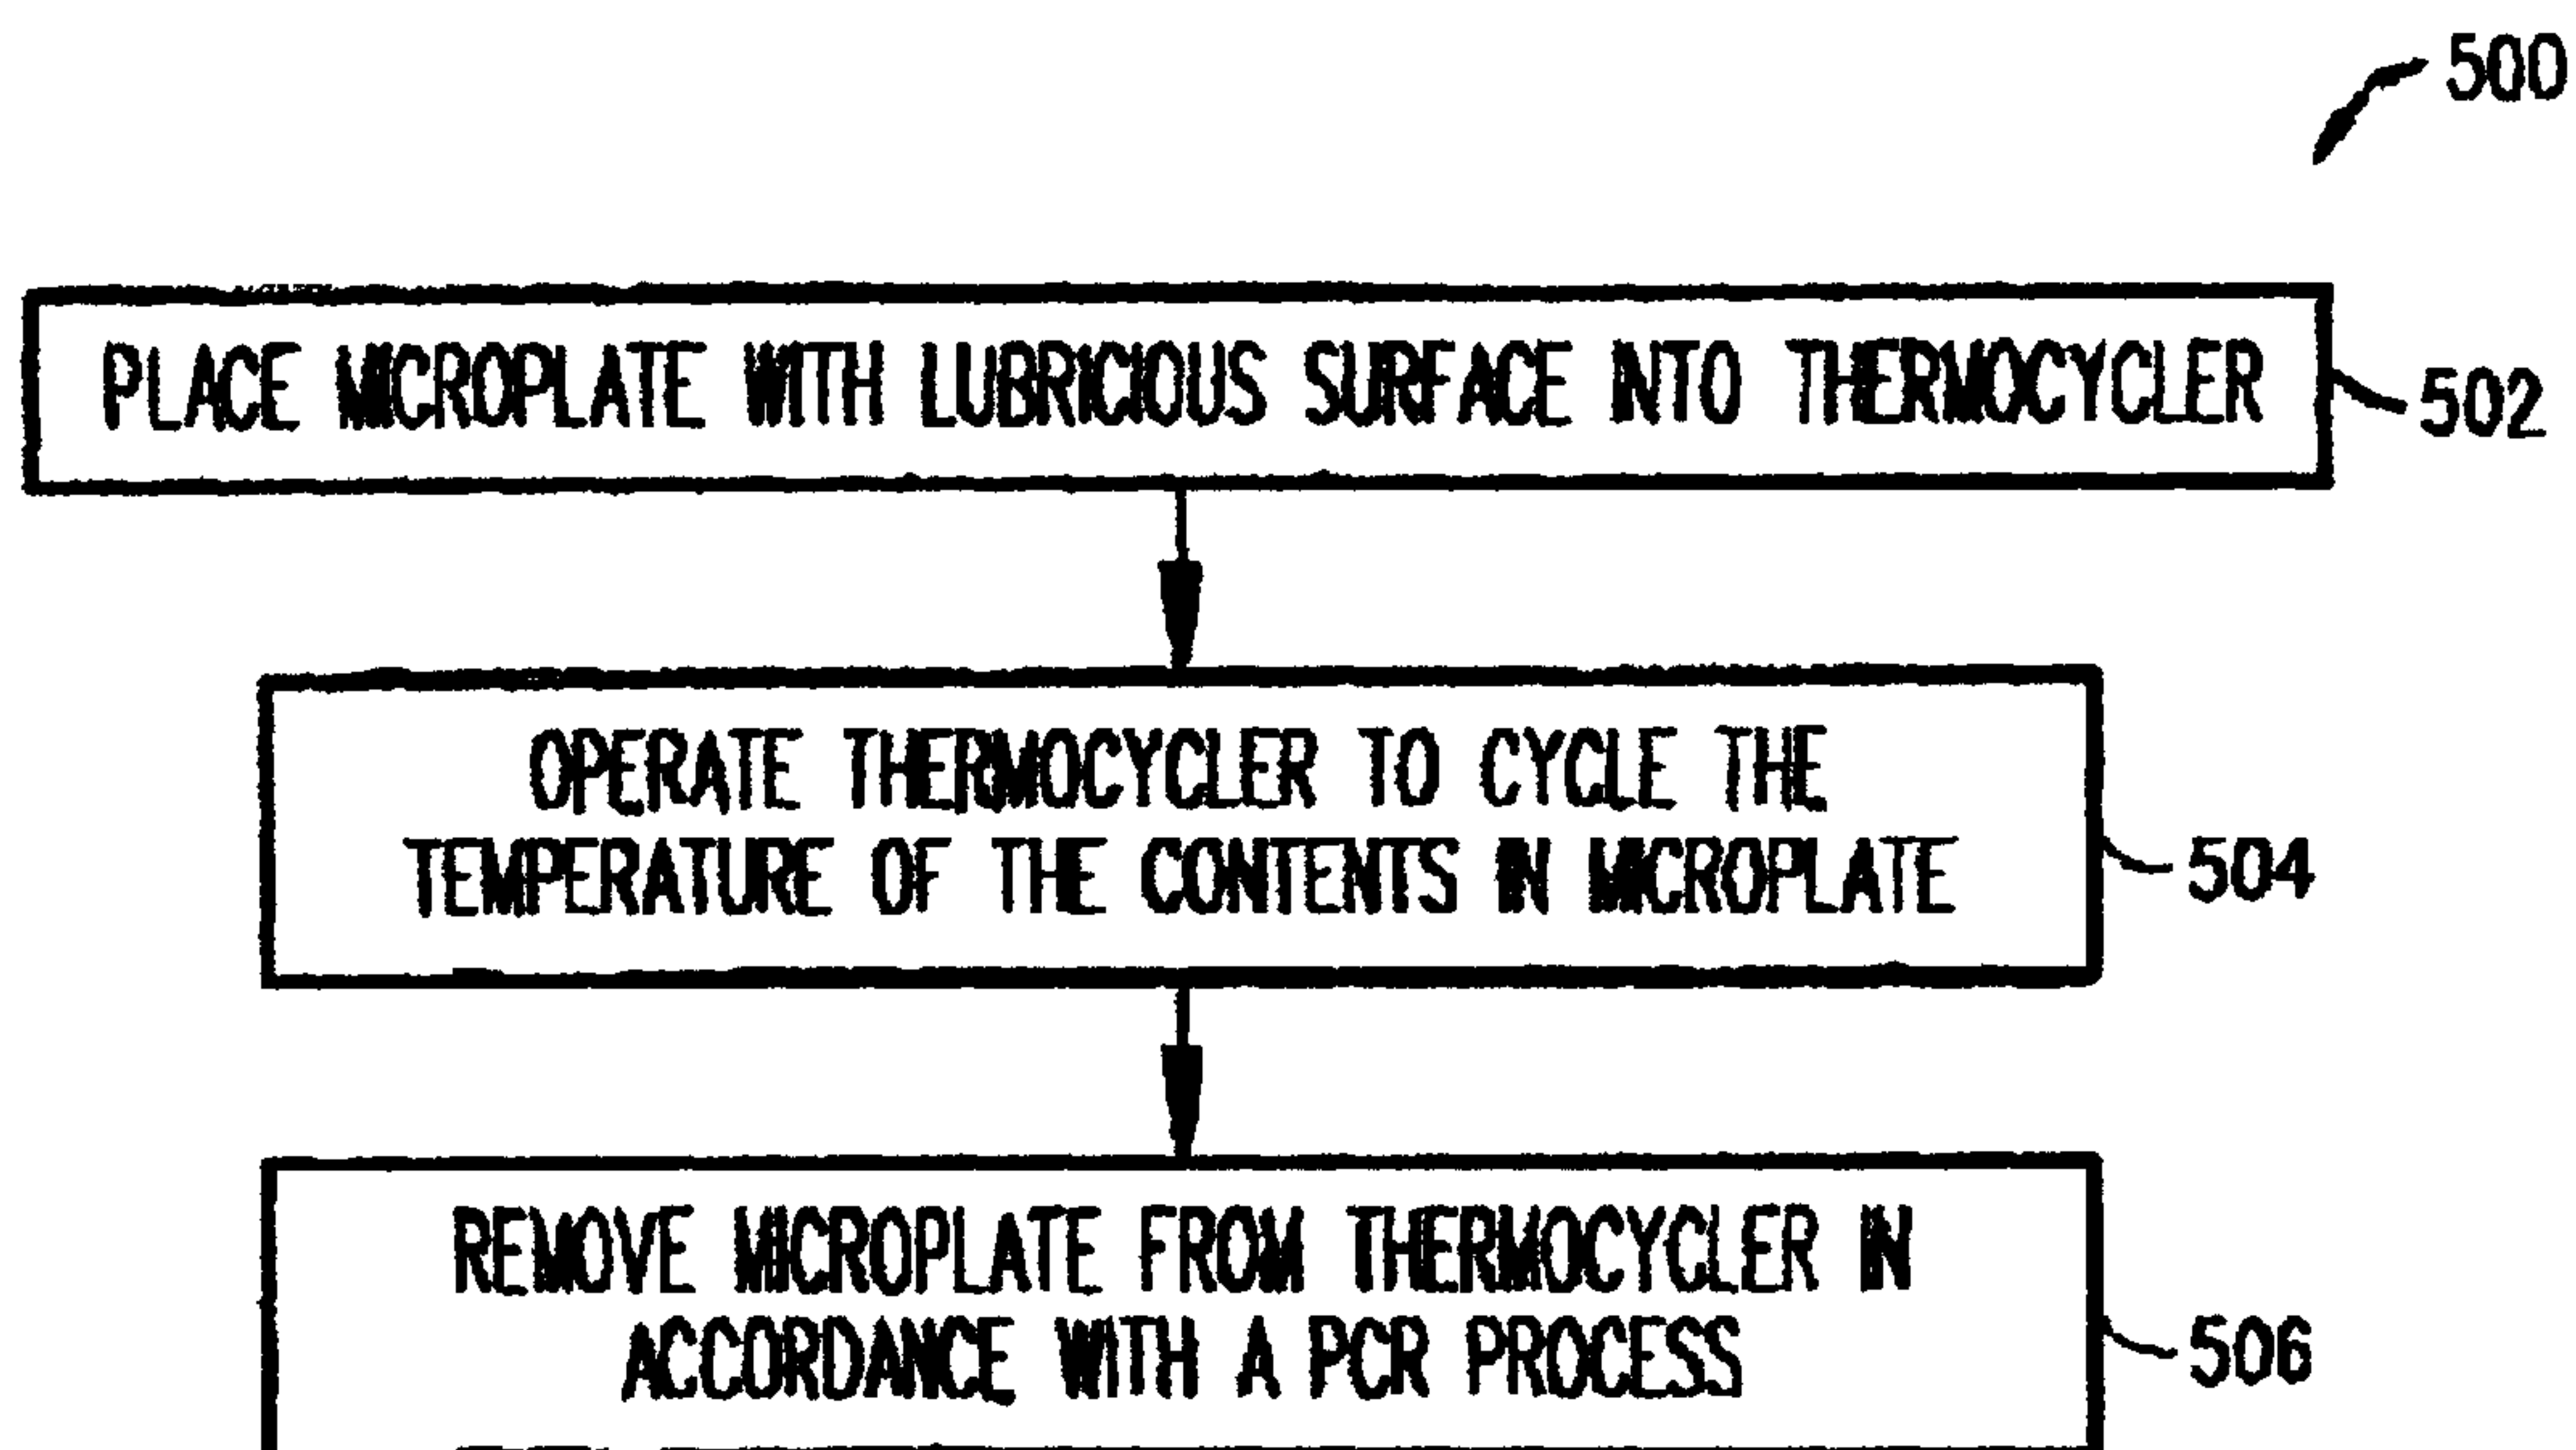 500
PLACE MICROPLATE WITH LUBRICIOUS SURFACE INTO THERMOCYCLER
502
OPERATE THERMOCYCLER TO CYCLE THE
TEMPERATURE OF THE CONTENTS IN MICROPLATE
504
REMOVE MICROPLATE FROM THERMOCYCLER IN
ACCORDANCE WITH A PCR PROCESS
506